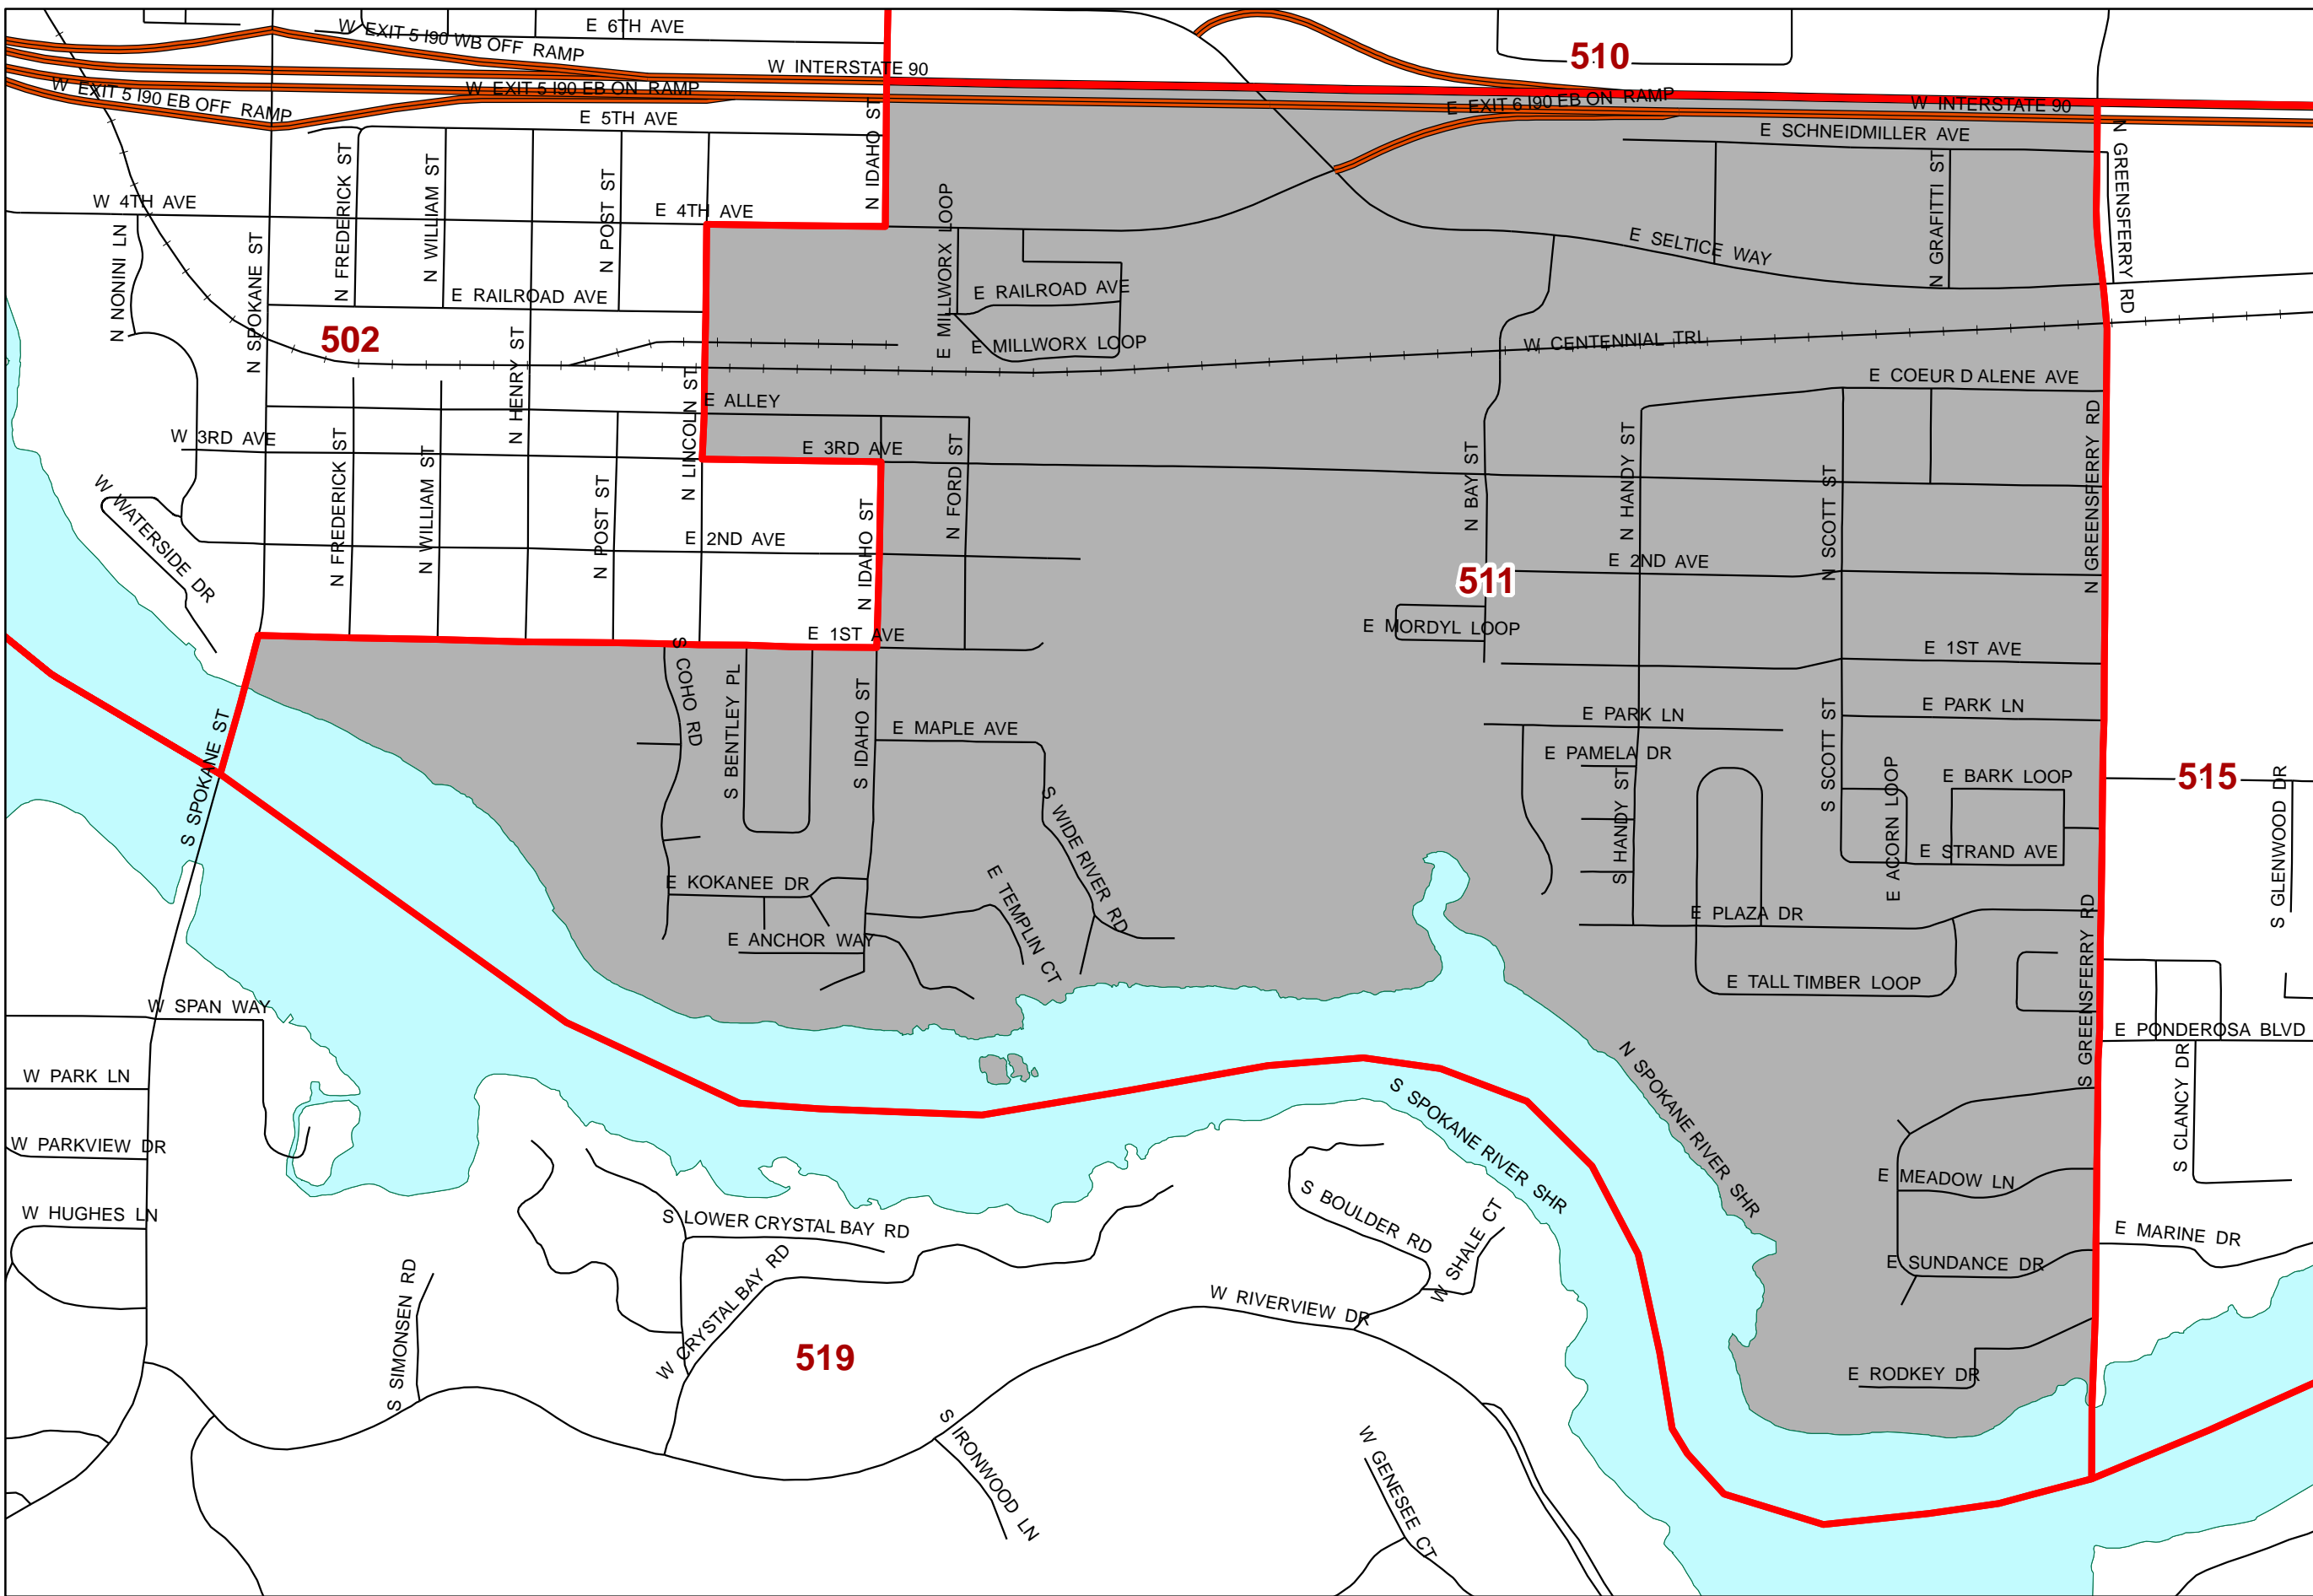 E 6TH AVE
W EXIT 5 I90 WB OFF RAMP
510
W INTERSTATE 90
W EXIT 5 I90 EB ON RAMP
W EXIT 5 I90 EB OFF RAMP
E EXIT 6 I90 EB ON RAMP
W INTERSTATE 90
E 5TH AVE
E SCHNEIDMILLER AVE
N IDAHO ST
N GREENSFERRY RD
N FREDERICK ST
N WILLIAM ST
N POST ST
W 4TH AVE
E 4TH AVE
N GRAFITTI ST
N NONINI LN
N SPOKANE ST
E MILLWORX LOOP
E SELTICE WAY
E RAILROAD AVE
E RAILROAD AVE
502
N HENRY ST
E MILLWORX LOOP
W CENTENNIAL TRL
E COEUR D ALENE AVE
N LINCOLN ST
E ALLEY
W 3RD AVE
E 3RD AVE
N FREDERICK ST
N WILLIAM ST
N POST ST
N FORD ST
N BAY ST
N HANDY ST
N SCOTT ST
N GREENSFERRY RD
W WATERSIDE DR
E 2ND AVE
N IDAHO ST
E 2ND AVE
511
E MORDYL LOOP
E 1ST AVE
E 1ST AVE
S COHO RD
S BENTLEY PL
S IDAHO ST
E MAPLE AVE
E PARK LN
E PARK LN
S SCOTT ST
S SPOKANE ST
E PAMELA DR
E BARK LOOP
515
S HANDY ST
E ACORN LOOP
S GLENWOOD DR
S WIDE RIVER RD
E STRAND AVE
E KOKANEE DR
E TEMPLIN CT
E PLAZA DR
E ANCHOR WAY
E TALL TIMBER LOOP
S GREENSFERRY RD
W SPAN WAY
E PONDEROSA BLVD
N SPOKANE RIVER SHR
W PARK LN
S SPOKANE RIVER SHR
S CLANCY DR
W PARKVIEW DR
E MEADOW LN
W HUGHES LN
S LOWER CRYSTAL BAY RD
S BOULDER RD
W SHALE CT
E MARINE DR
E SUNDANCE DR
S SIMONSEN RD
W CRYSTAL BAY RD
W RIVERVIEW DR
519
E RODKEY DR
S IRONWOOD LN
W GENESEE CT